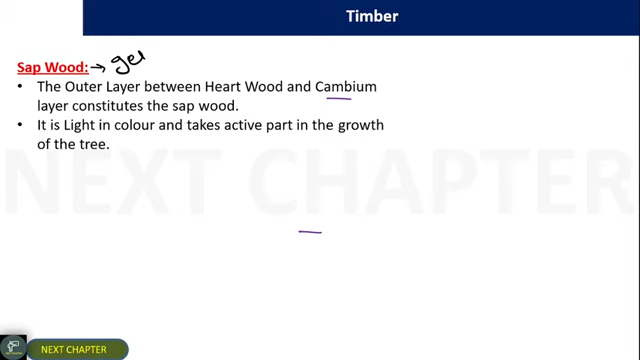 Timber
Sap Wood:
• The Outer Layer between Heart Wood and Cambium
layer constitutes the sap wood.
• It is Light in colour and takes active part in the growth
of the tree.
NEXT CHAPTER
NEXT CHAPTER